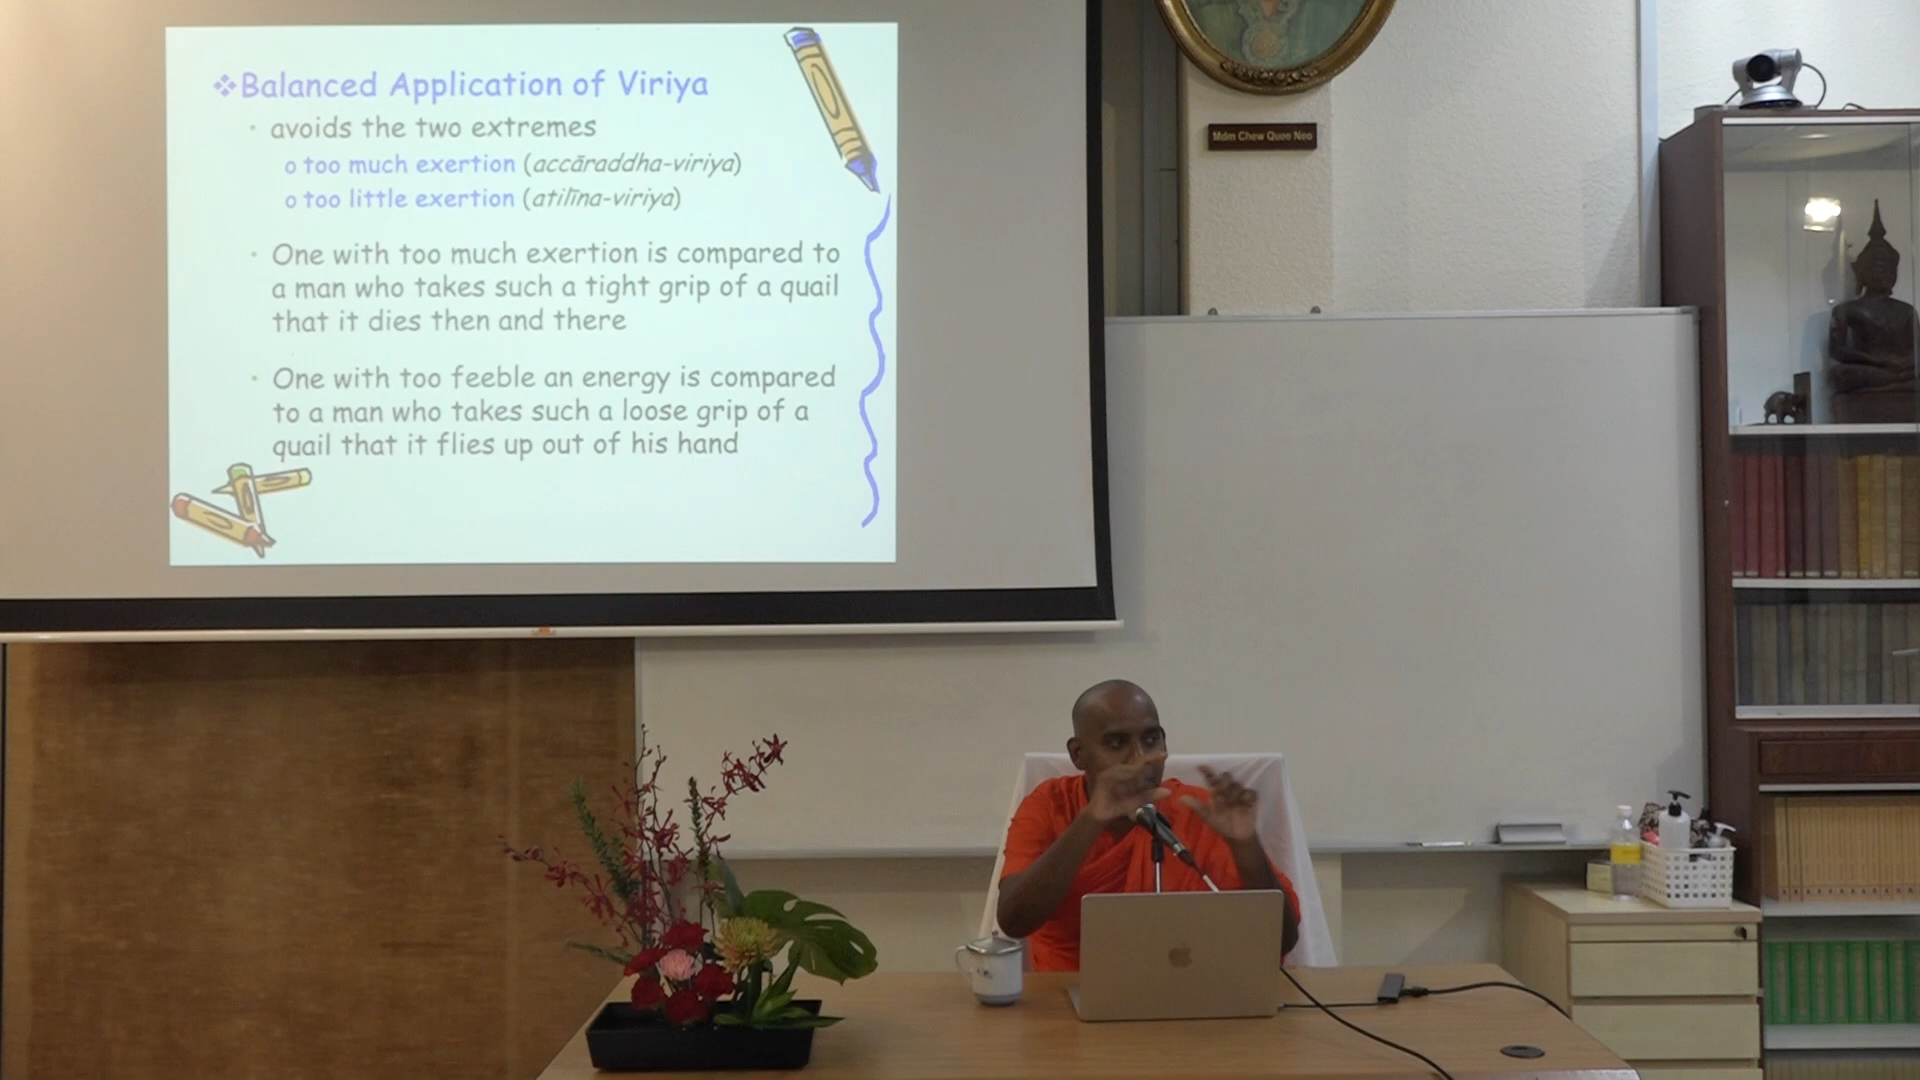 ❖Balanced Application of Viriya
• avoids the two extremes
o too much exertion (accāraddha-viriya)
o too little exertion (atilīna-viriya)
• One with too much exertion is compared to
a man who takes such a tight grip of a quail
that it dies then and there
• One with too feeble an energy is compared
to a man who takes such a loose grip of a
quail that it flies up out of his hand
Mdm Chew Quee Neo